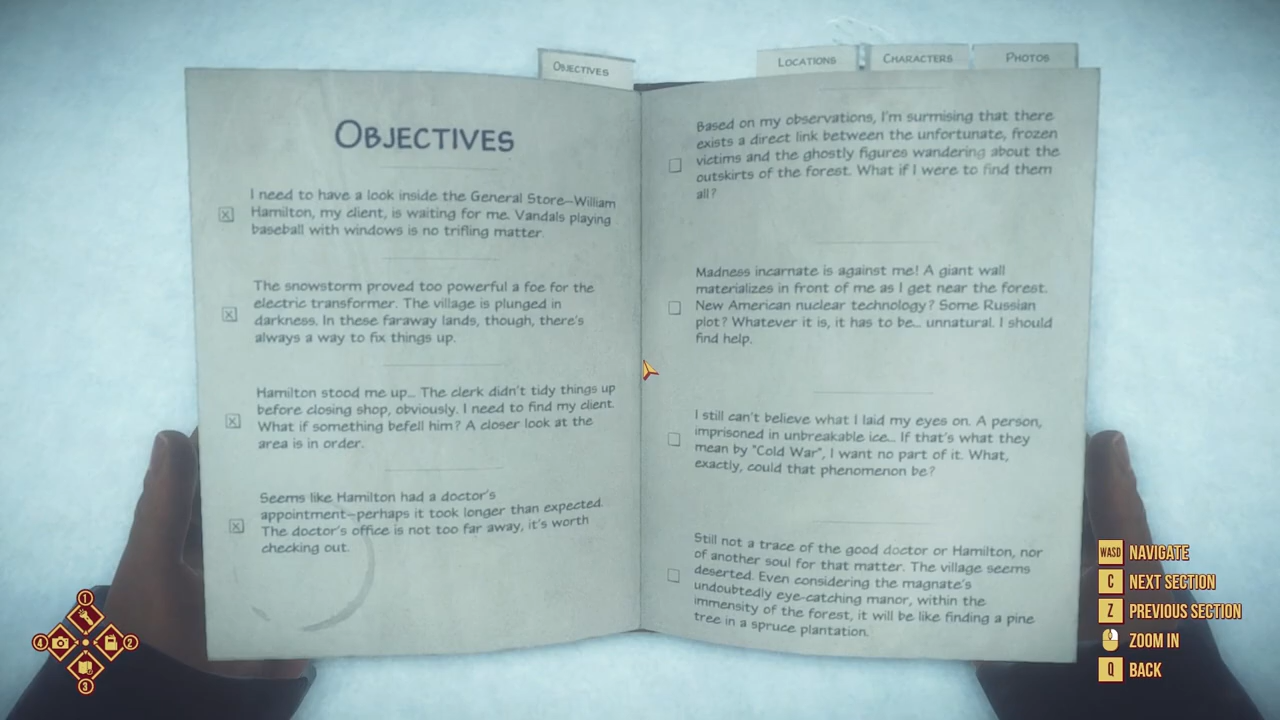 Objectives
Locations
Characters
Photos
Objectives
I need to have a look inside the General Store—William
Hamilton, my client, is waiting for me. Vandals playing
baseball with windows is no trifling matter.
The snowstorm proved too powerful a foe for the
electric transformer. The village is plunged in
darkness. In these faraway lands, though, there's
always a way to fix things up.
Hamilton stood me up... The clerk didn't tidy things up
before closing shop, obviously. I need to find my client.
What if something befell him? A closer look at the
area is in order.
Seems like Hamilton had a doctor's
appointment—perhaps it took longer than expected.
The doctor's office is not too far away, it's worth
checking out.
Based on my observations, I'm surmising that there
exists a direct link between the unfortunate, frozen
victims and the ghostly figures wandering about the
outskirts of the forest. What if I were to find them
all?
Madness incarnate is against me! A giant wall
materializes in front of me as I get near the forest.
New American nuclear technology? Some Russian
plot? Whatever it is, it has to be... unnatural. I should
find help.
I still can't believe what I laid my eyes on. A person,
imprisoned in unbreakable ice... If that's what they
mean by "Cold War", I want no part of it. What,
exactly, could that phenomenon be?
Still not a trace of the good doctor or Hamilton, nor
of another soul for that matter. The village seems
deserted. Even considering the magnate's
undoubtedly eye-catching manor, within the
immensity of the forest, it will be like finding a pine
tree in a spruce plantation.
1
4
2
3
WASD NAVIGATE
C NEXT SECTION
Z PREVIOUS SECTION
ZOOM IN
Q BACK